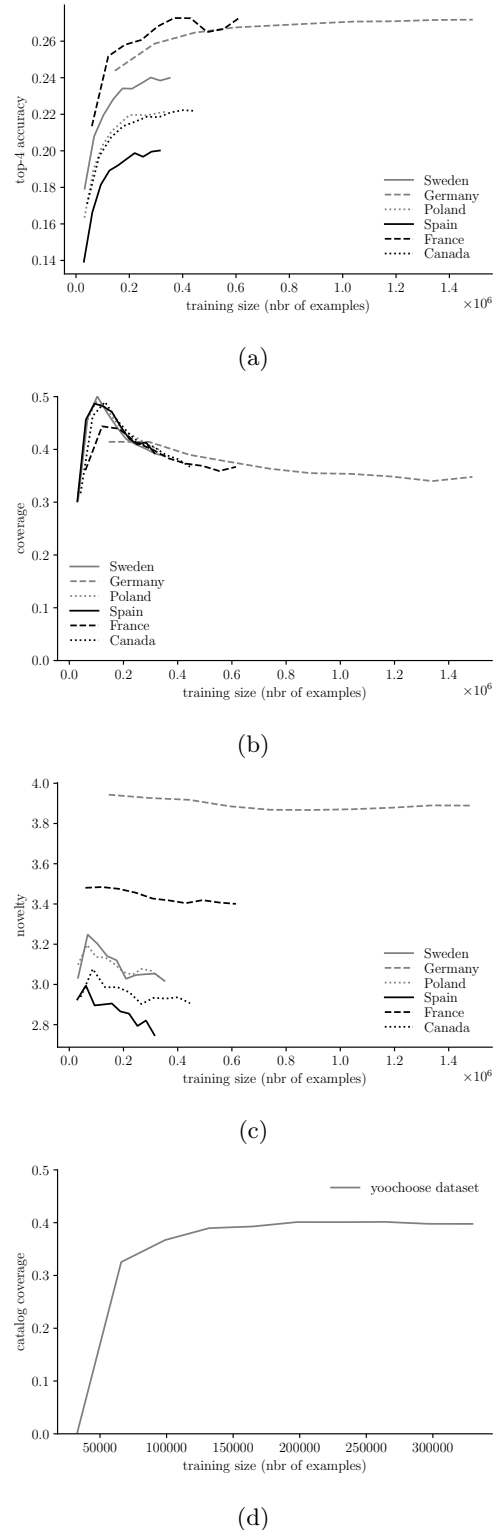 0.26
0.24
0.22
0.20
0.18
0.16
0.14
top-4 accuracy
Sweden
Germany
Poland
Spain
France
Canada
0.0 0.2 0.4 0.6 0.8 1.0 1.2 1.4
training size (nbr of examples)
×10⁶
(a)
0.5
0.4
0.3
0.2
0.1
0.0
coverage
Sweden
Germany
Poland
Spain
France
Canada
0.0 0.2 0.4 0.6 0.8 1.0 1.2 1.4
training size (nbr of examples)
×10⁶
(b)
4.0
3.8
3.6
3.4
3.2
3.0
2.8
novelty
Sweden
Germany
Poland
Spain
France
Canada
0.0 0.2 0.4 0.6 0.8 1.0 1.2 1.4
training size (nbr of examples)
×10⁶
(c)
0.5
0.4
0.3
0.2
0.1
0.0
catalog coverage
yoochoose dataset
50000 100000 150000 200000 250000 300000
training size (nbr of examples)
(d)